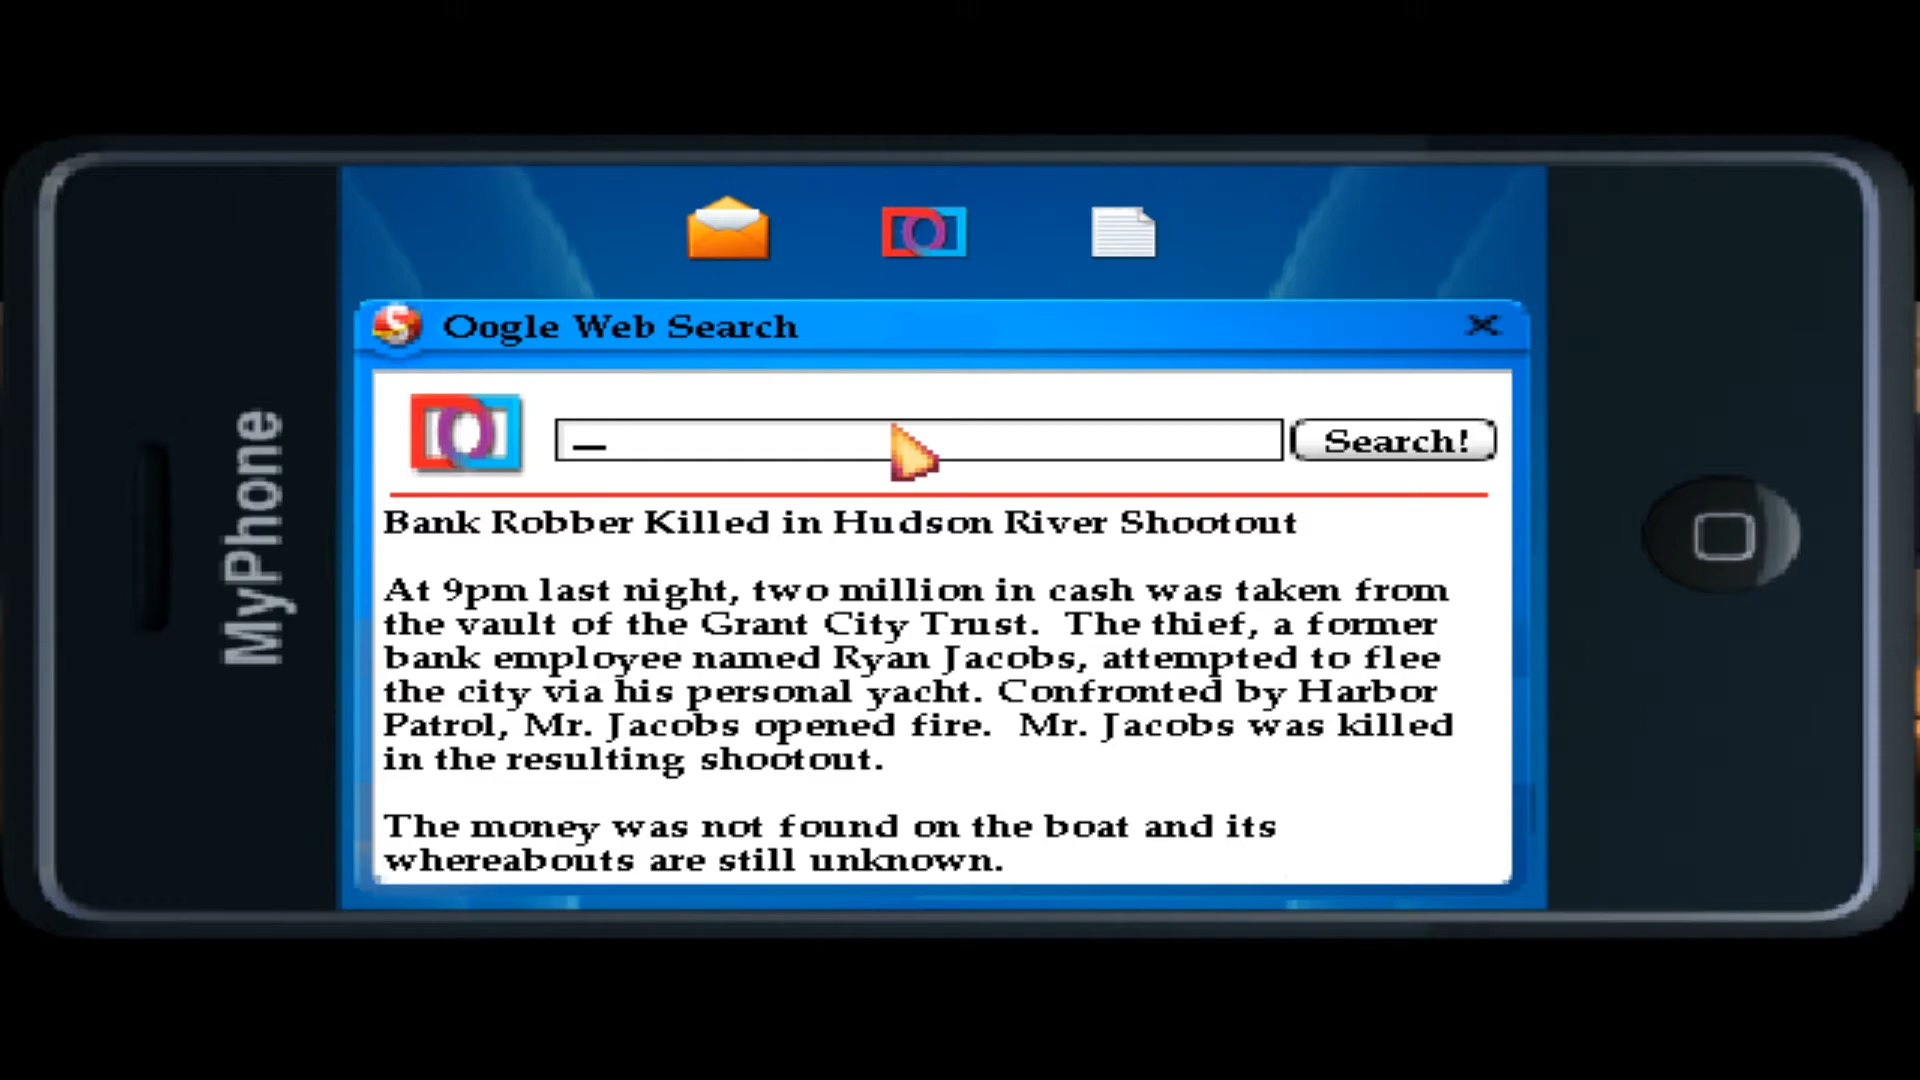 MyPhone
Oogle Web Search
Search!
Bank Robber Killed in Hudson River Shootout
At 9pm last night, two million in cash was taken from
the vault of the Grant City Trust.  The thief, a former
bank employee named Ryan Jacobs, attempted to flee
the city via his personal yacht. Confronted by Harbor
Patrol, Mr. Jacobs opened fire.  Mr. Jacobs was killed
in the resulting shootout.
The money was not found on the boat and its
whereabouts are still unknown.